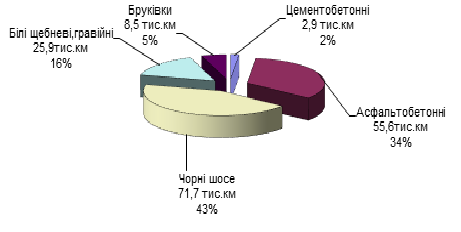 Бруківки
8,5 тис.км
5%
Цементобетонні
2,9 тис.км
2%
Білі щебневі,гравійні
25,9тис.км
16%
Асфальтобетонні
55,6тис.км
34%
Чорні шосе
71,7 тис.км
43%